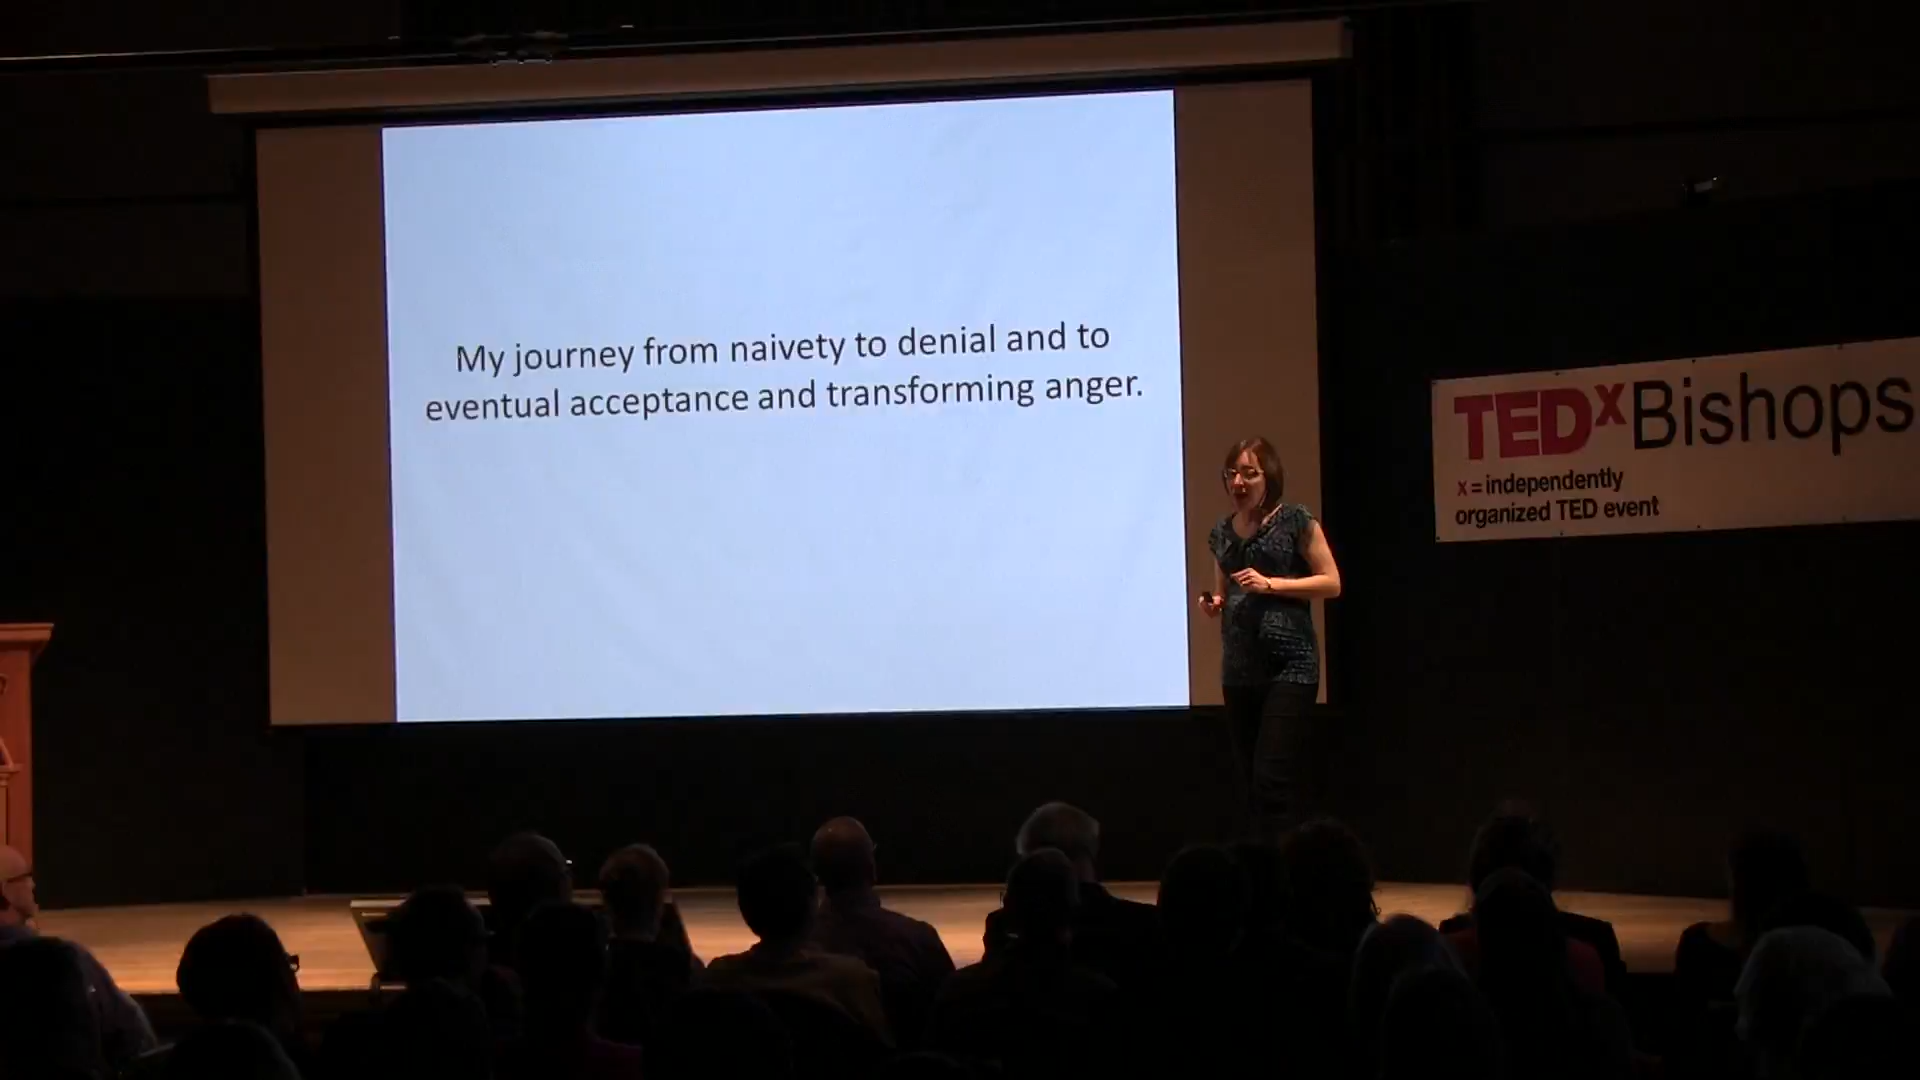 My journey from naivety to denial and to
eventual acceptance and transforming anger.
TEDxBishops
x = independently
organized TED event